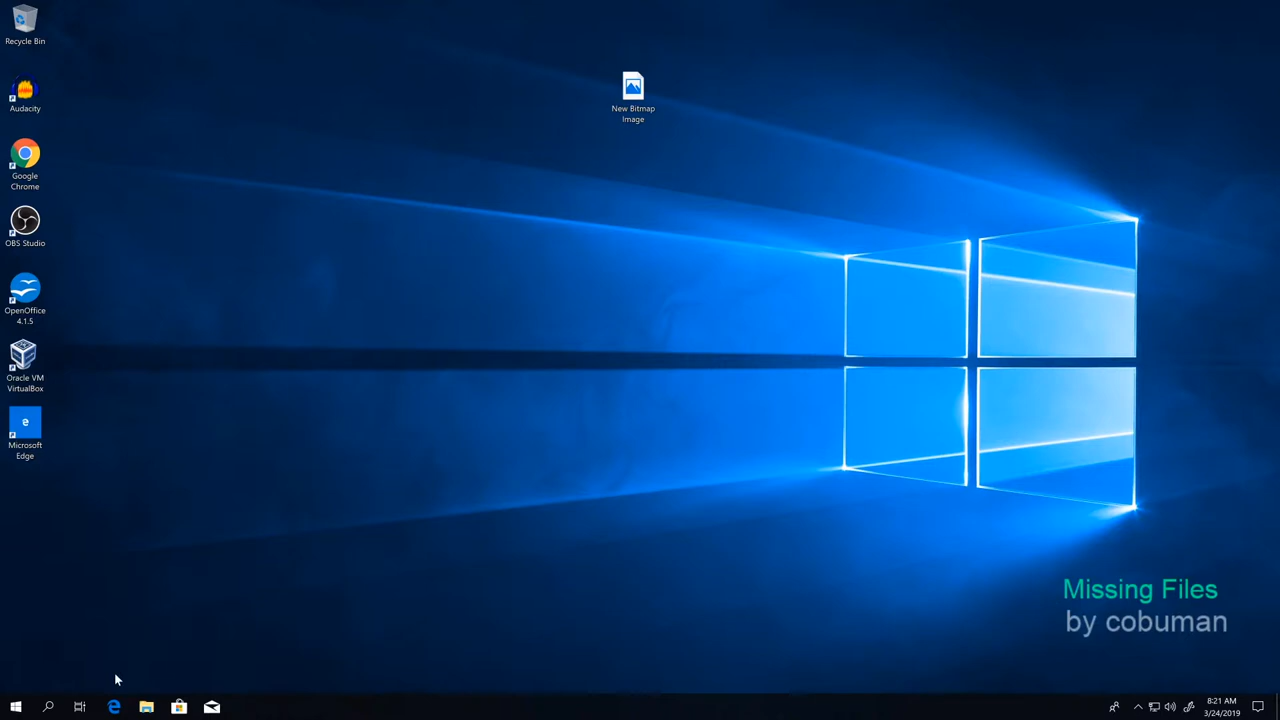 Recycle Bin
Audacity
Google
Chrome
OBS Studio
OpenOffice
4.1.5
Oracle VM
VirtualBox
e
Microsoft
Edge
New Bitmap
Image
Missing Files
by cobuman
8:21 AM
3/24/2019